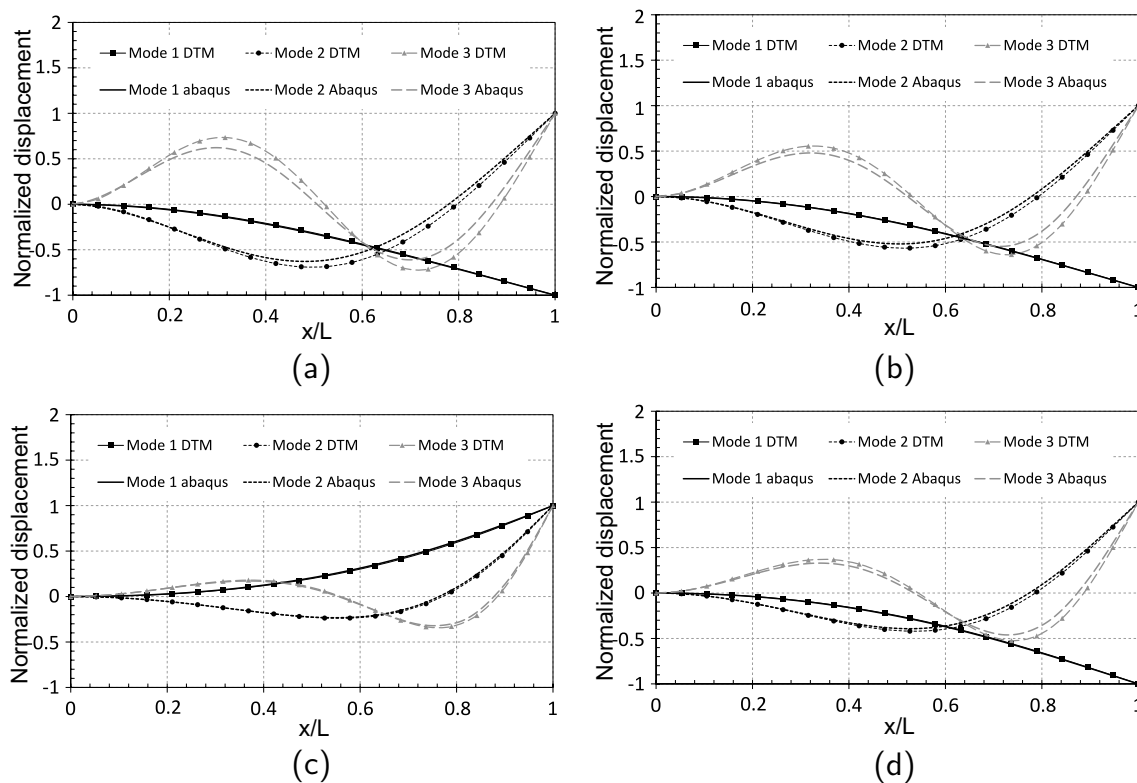 2
1.5
1
0.5
0
-0.5
-1
Normalized displacement
Mode 1 DTM
Mode 2 DTM
Mode 3 DTM
Mode 1 abaqus
Mode 2 Abaqus
Mode 3 Abaqus
0
0.2
0.4
0.6
0.8
1
x/L
(a)
2
1.5
1
0.5
0
-0.5
-1
Normalized displacement
Mode 1 DTM
Mode 2 DTM
Mode 3 DTM
Mode 1 abaqus
Mode 2 Abaqus
Mode 3 Abaqus
0
0.2
0.4
0.6
0.8
1
x/L
(b)
2
1.5
1
0.5
0
-0.5
-1
Normalized displacement
Mode 1 DTM
Mode 2 DTM
Mode 3 DTM
Mode 1 abaqus
Mode 2 Abaqus
Mode 3 Abaqus
0
0.2
0.4
0.6
0.8
1
x/L
(c)
2
1.5
1
0.5
0
-0.5
-1
Normalized displacement
Mode 1 DTM
Mode 2 DTM
Mode 3 DTM
Mode 1 abaqus
Mode 2 Abaqus
Mode 3 Abaqus
0
0.2
0.4
0.6
0.8
1
x/L
(d)